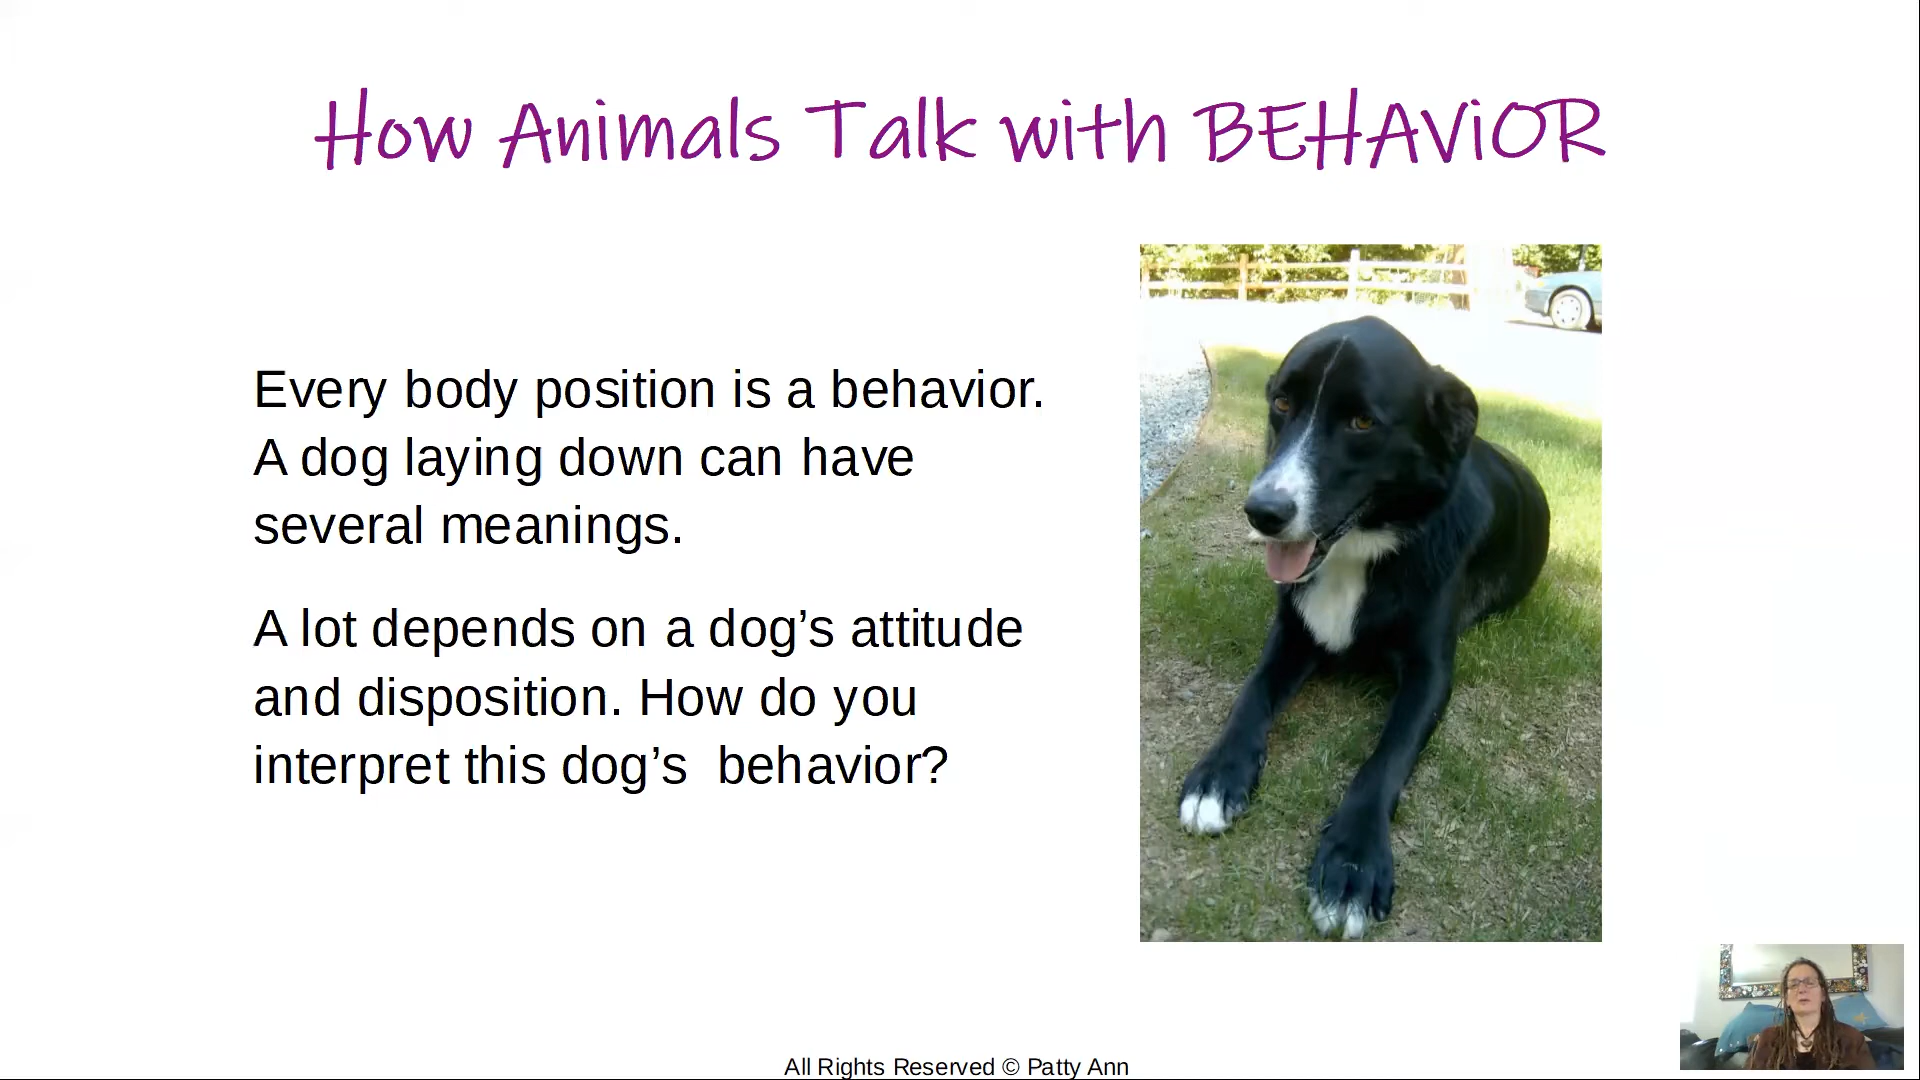 How Animals Talk with BEHAViOR
Every body position is a behavior.
A dog laying down can have
several meanings.
A lot depends on a dog’s attitude
and disposition. How do you
interpret this dog’s  behavior?
All Rights Reserved © Patty Ann